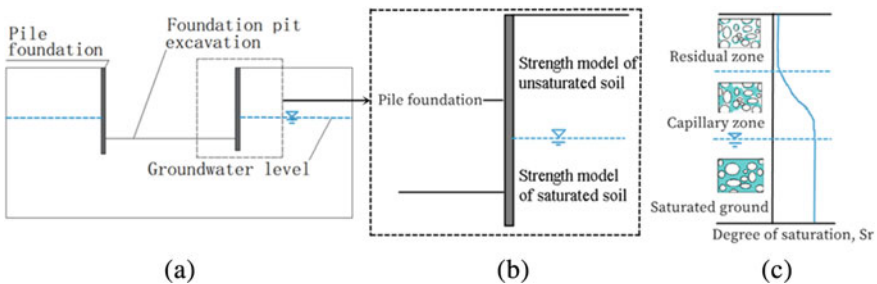 Pile
foundation
Foundation pit
excavation
Groundwater level
(a)
Strength model of
unsaturated soil
Pile foundation
Strength model
of saturated soil
(b)
Residual zone
Capillary zone
Saturated ground
Degree of saturation, Sr
(c)